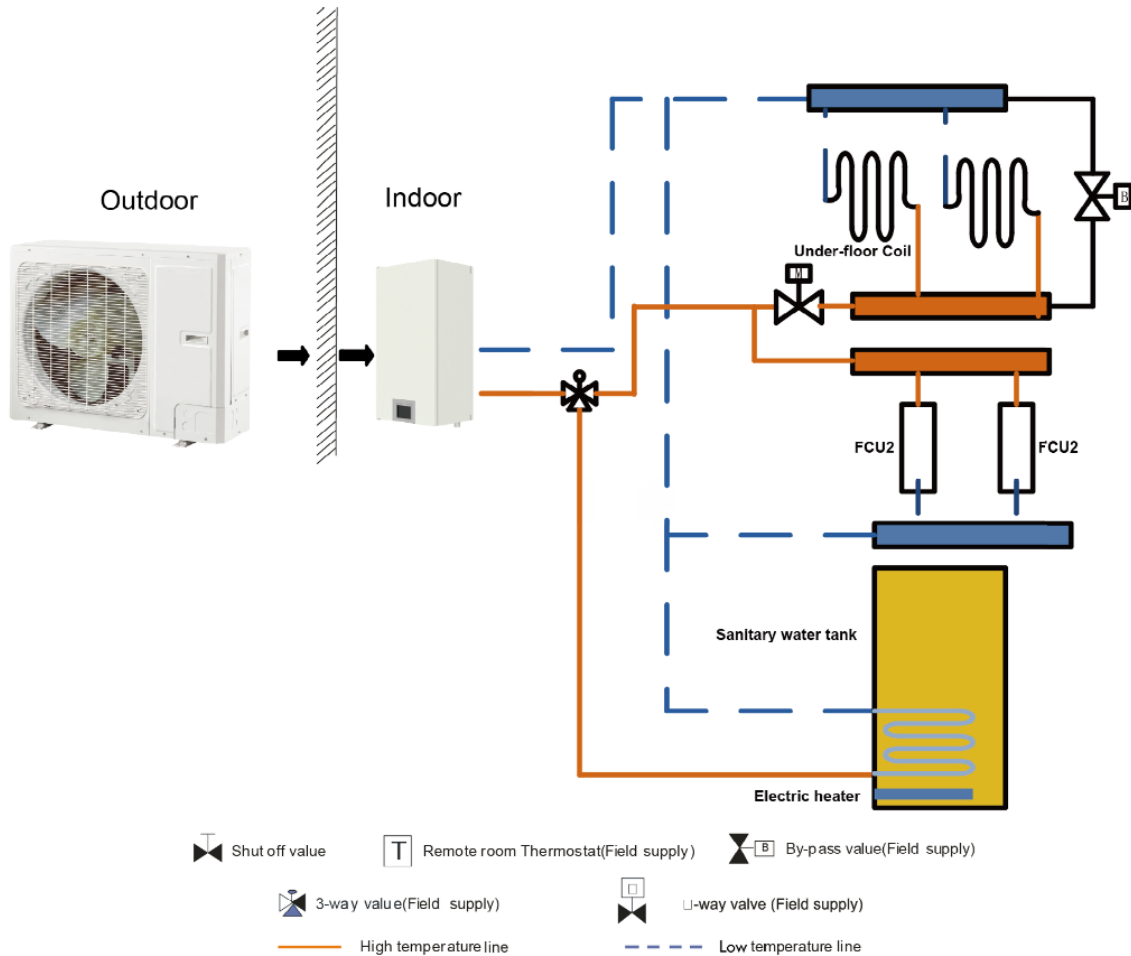 Outdoor
Indoor
B
Under-floor Coil
M
FCU2
FCU2
Sanitary water tank
Electric heater
Shut off value
T
Remote room Thermostat(Field supply)
B
By-pass value(Field supply)
3-way value(Field supply)
-way valve (Field supply)
High temperature line
Low temperature line